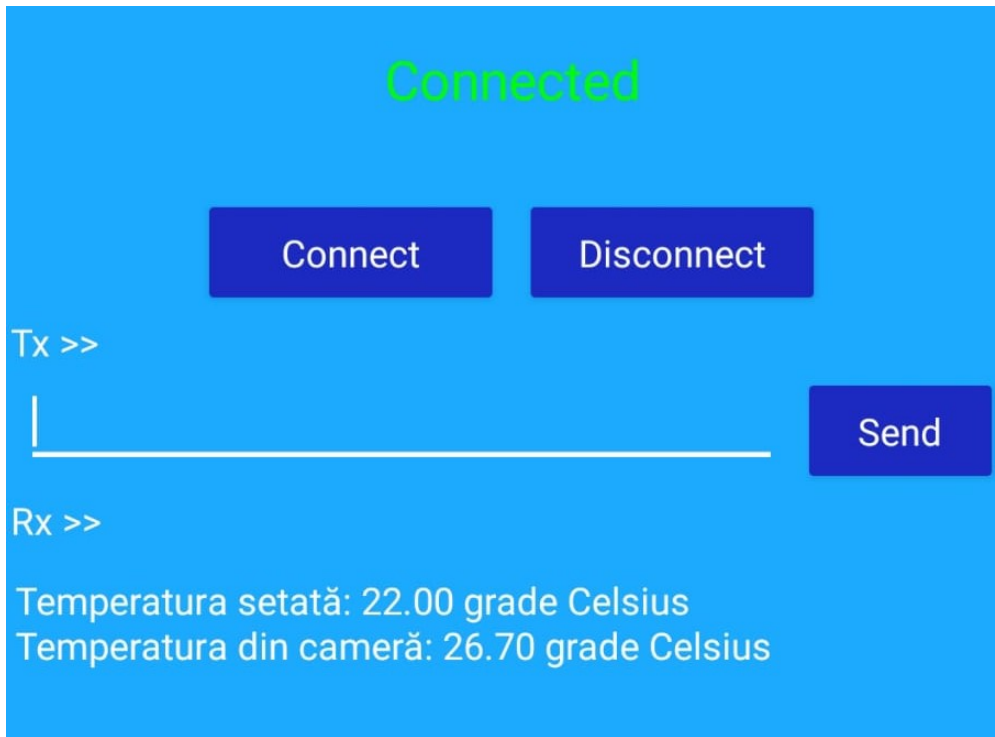 Connected
Connect Disconnect
Tx >>
Send
Rx >>
Temperatura setată: 22.00 grade Celsius
Temperatura din cameră: 26.70 grade Celsius